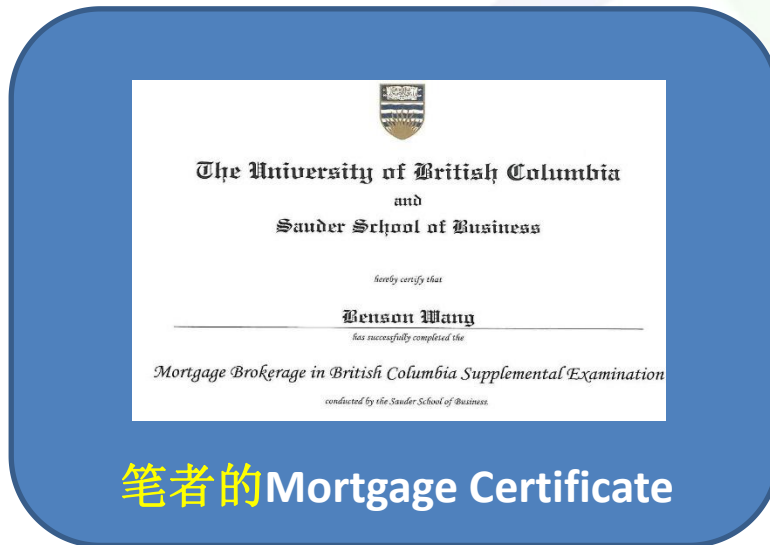 The University of British Columbia
and
Sauder School of Business
hereby certify that
Benson Wang
has successfully completed the
Mortgage Brokerage in British Columbia Supplemental Examination
conducted by the Sauder School of Business.
笔者的Mortgage Certificate